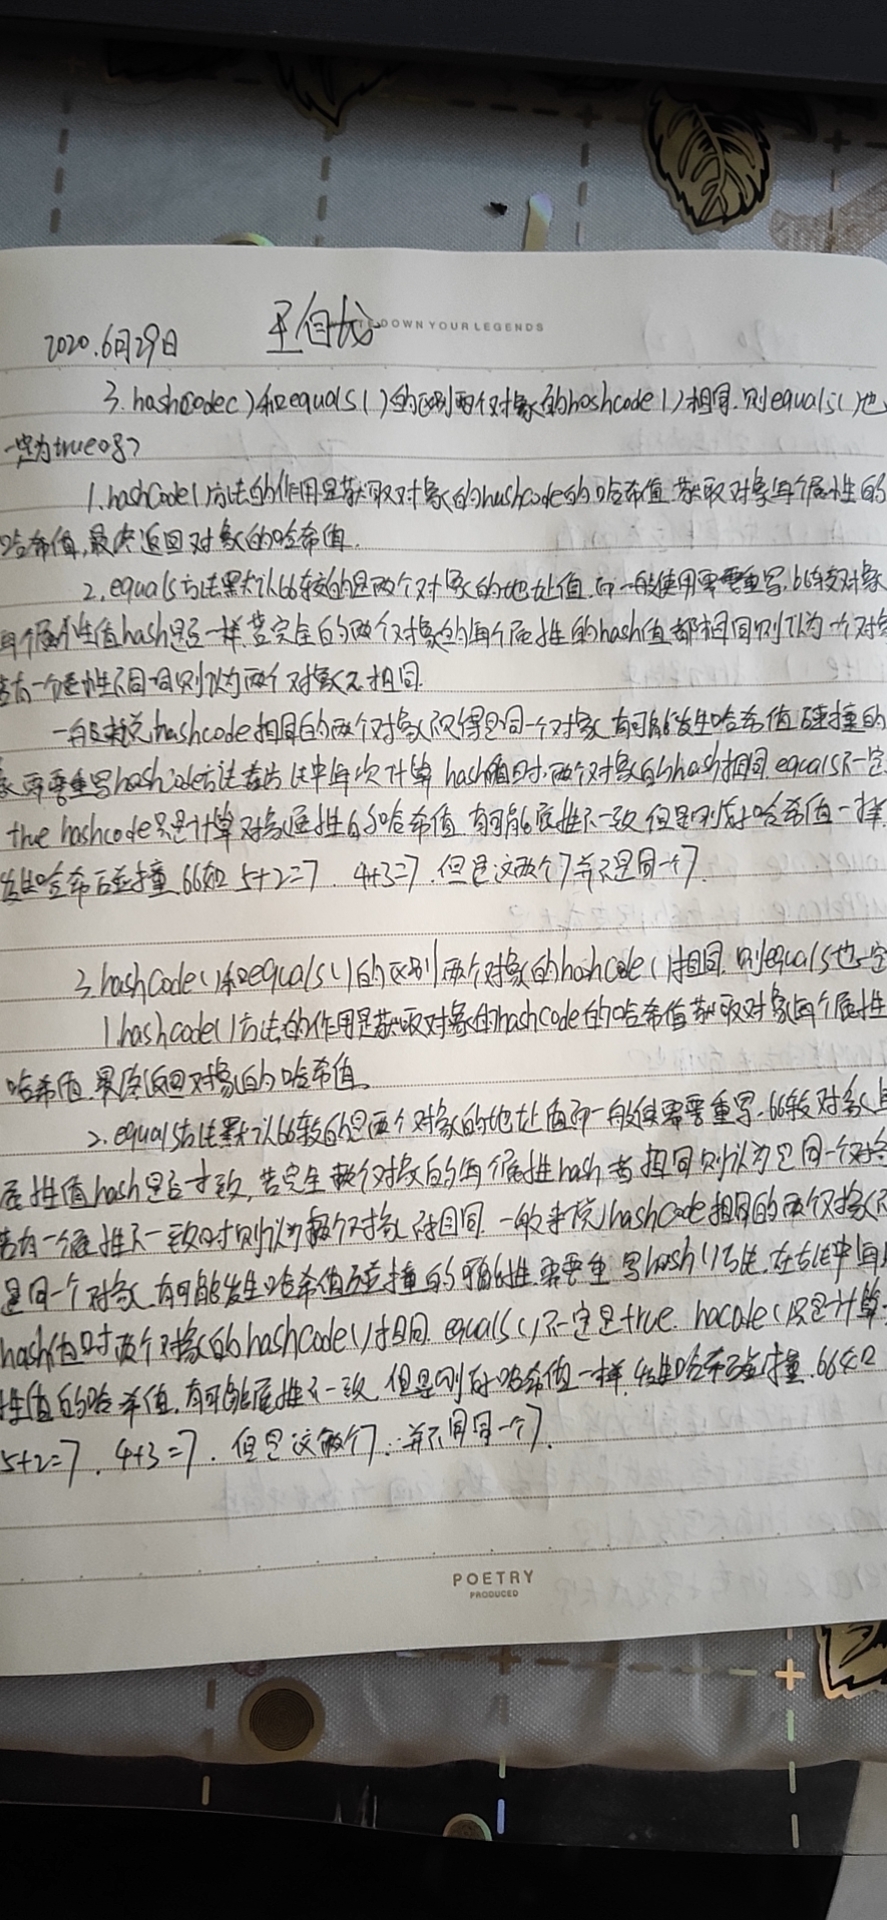 DOWN YOUR LEGENDS
2020.6月29日
3.hashCode()和equals()的区别两个对象的hashcode()相同.则equals()也
一定为true吗?
1.hashCode()方法的作用是获取对象的hashcode的哈希值.获取对象每个属性的
哈希值,最终返回对象的哈希值.
2.equals方法默认比较的是两个对象的地址值.而一般使用需要重写.比较对象
每个属性值hash是否一样.若完全的两个对象的每个属性的hash值都相同则认为一个对象
若有一个属性不同 则认为两个对象不相同.
一般来说hashcode相同的两个对象不见得是同一个对象 有可能发生哈希值碰撞的
需要重写hashcode方法 若方法中每次计算 hash值时.两个对象的hash相同.equals不一定
true hashcode只是计算对象属性的哈希值 有可能属性不一致 但是刚好哈希值一样
发生哈希碰撞.比如 5+2=7. 4+3=7.但是这两个7并不是同一个7.
3.hashCode()和equals()的区别 两个对象的hashCode()相同.则equals也一定
1.hashcode()方法的作用是获取对象的hashCode的哈希值获取对象每个属性
哈希值.最终返回对象的哈希值.
2.equals方法默认比较的是两个对象的地址值而一般使需要重写.比较对象
属性值hash是否一致,若完全 个对象的每个属性hash都相同则认为是同一个对象
若有一个属性不一致时则认为 个对象 相同 一般来说hashCode相同的两个对象不
是同一个对象.有可能发生哈希值碰撞的可能性.需要重写hash()方法.在方法中每
hash值时 两个对象的hashCode()相同.equals()不一定是true. hacode()只是计算
性值的哈希值.有可能属性不一致 但是刚好哈希值一样.发生哈希碰撞.比如
5+2=7. 4+3=7. 但是这两个7.并不同同一个7.
POETRY
PRODUCED